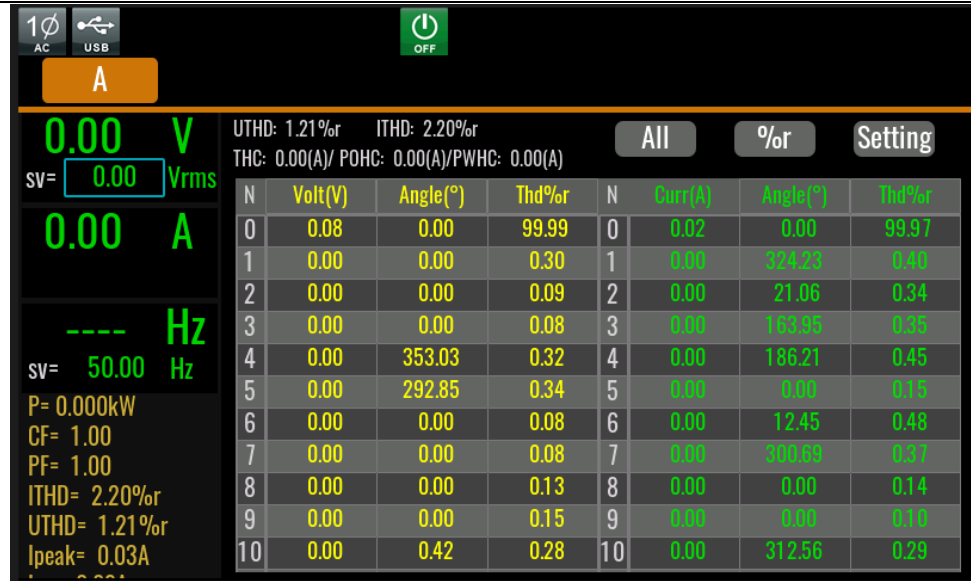 1Ø AC USB OFF
A
0.00 V
sv= 0.00 Vrms
0.00 A
---- Hz
sv= 50.00 Hz
P= 0.000kW
CF= 1.00
PF= 1.00
ITHD= 2.20%r
UTHD= 1.21%r
Ipeak= 0.03A
UTHD: 1.21%r ITHD: 2.20%r
THC: 0.00(A)/ POHC: 0.00(A)/PWHC: 0.00(A)
All %r Setting
N Volt(V) Angle(°) Thd%r N Curr(A) Angle(°) Thd%r
0 0.08 0.00 99.99 0 0.02 0.00 99.97
1 0.00 0.00 0.30 1 0.00 324.23 0.40
2 0.00 0.00 0.09 2 0.00 21.06 0.34
3 0.00 0.00 0.08 3 0.00 163.95 0.35
4 0.00 353.03 0.32 4 0.00 186.21 0.45
5 0.00 292.85 0.34 5 0.00 0.00 0.15
6 0.00 0.00 0.08 6 0.00 12.45 0.48
7 0.00 0.00 0.08 7 0.00 300.69 0.37
8 0.00 0.00 0.13 8 0.00 0.00 0.14
9 0.00 0.00 0.15 9 0.00 0.00 0.10
10 0.00 0.42 0.28 10 0.00 312.56 0.29